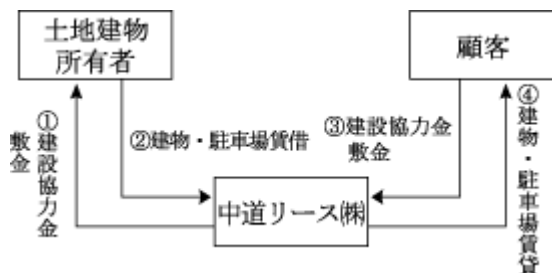 土地建物
所有者
顧客
①建設協力金
敷金
②建物・駐車場賃借
③建設協力金
敷金
④建物・駐車場賃貸
中道リース㈱